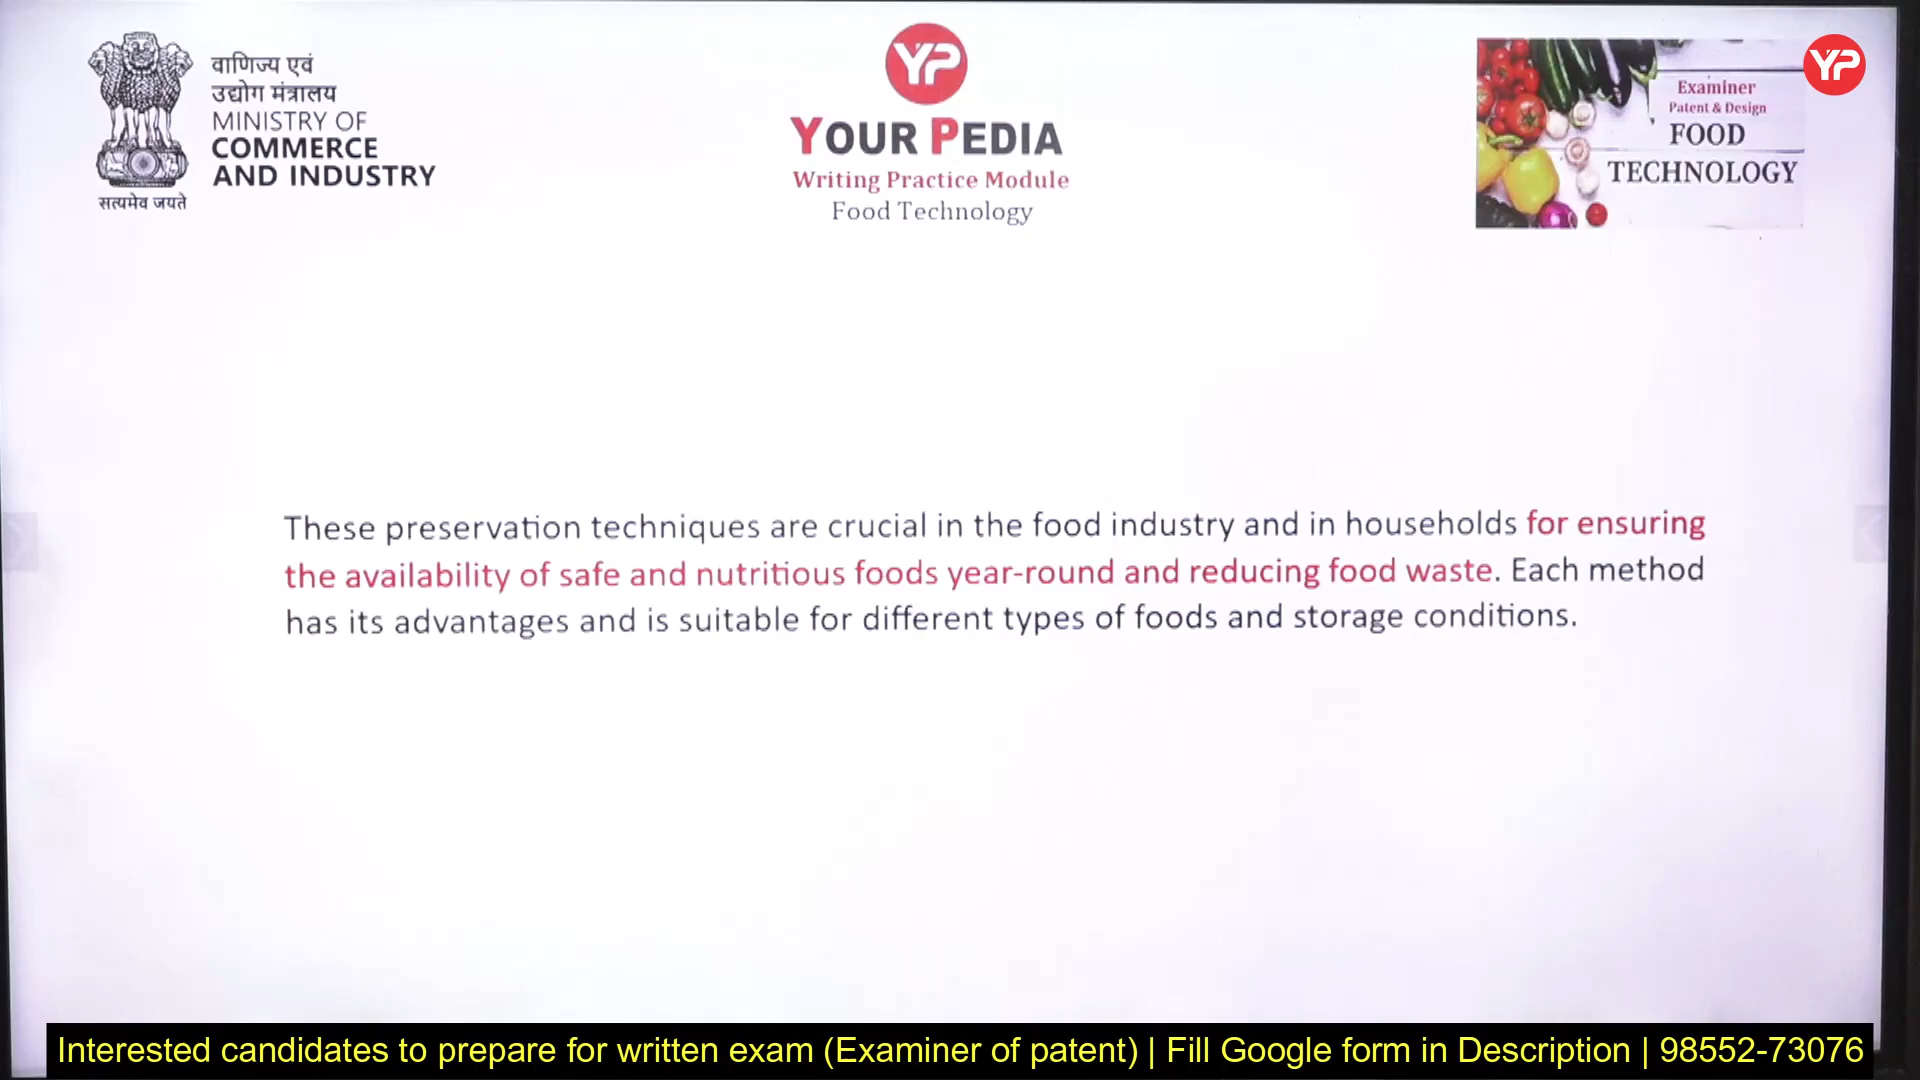 वाणिज्य एवं
उद्योग मंत्रालय
MINISTRY OF
COMMERCE
AND INDUSTRY
सत्यमेव जयते
YP
YOUR PEDIA
Writing Practice Module
Food Technology
Examiner
Patent & Design
FOOD
TECHNOLOGY
YP
These preservation techniques are crucial in the food industry and in households for ensuring
the availability of safe and nutritious foods year-round and reducing food waste. Each method
has its advantages and is suitable for different types of foods and storage conditions.
Interested candidates to prepare for written exam (Examiner of patent) | Fill Google form in Description | 98552-73076